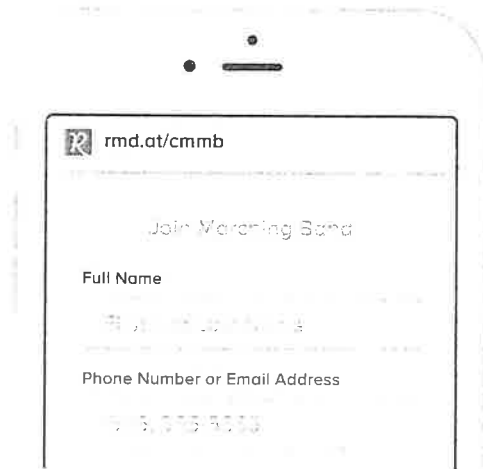 rmd.at/cmmb
Join Marching Band
Full Name
Phone Number or Email Address